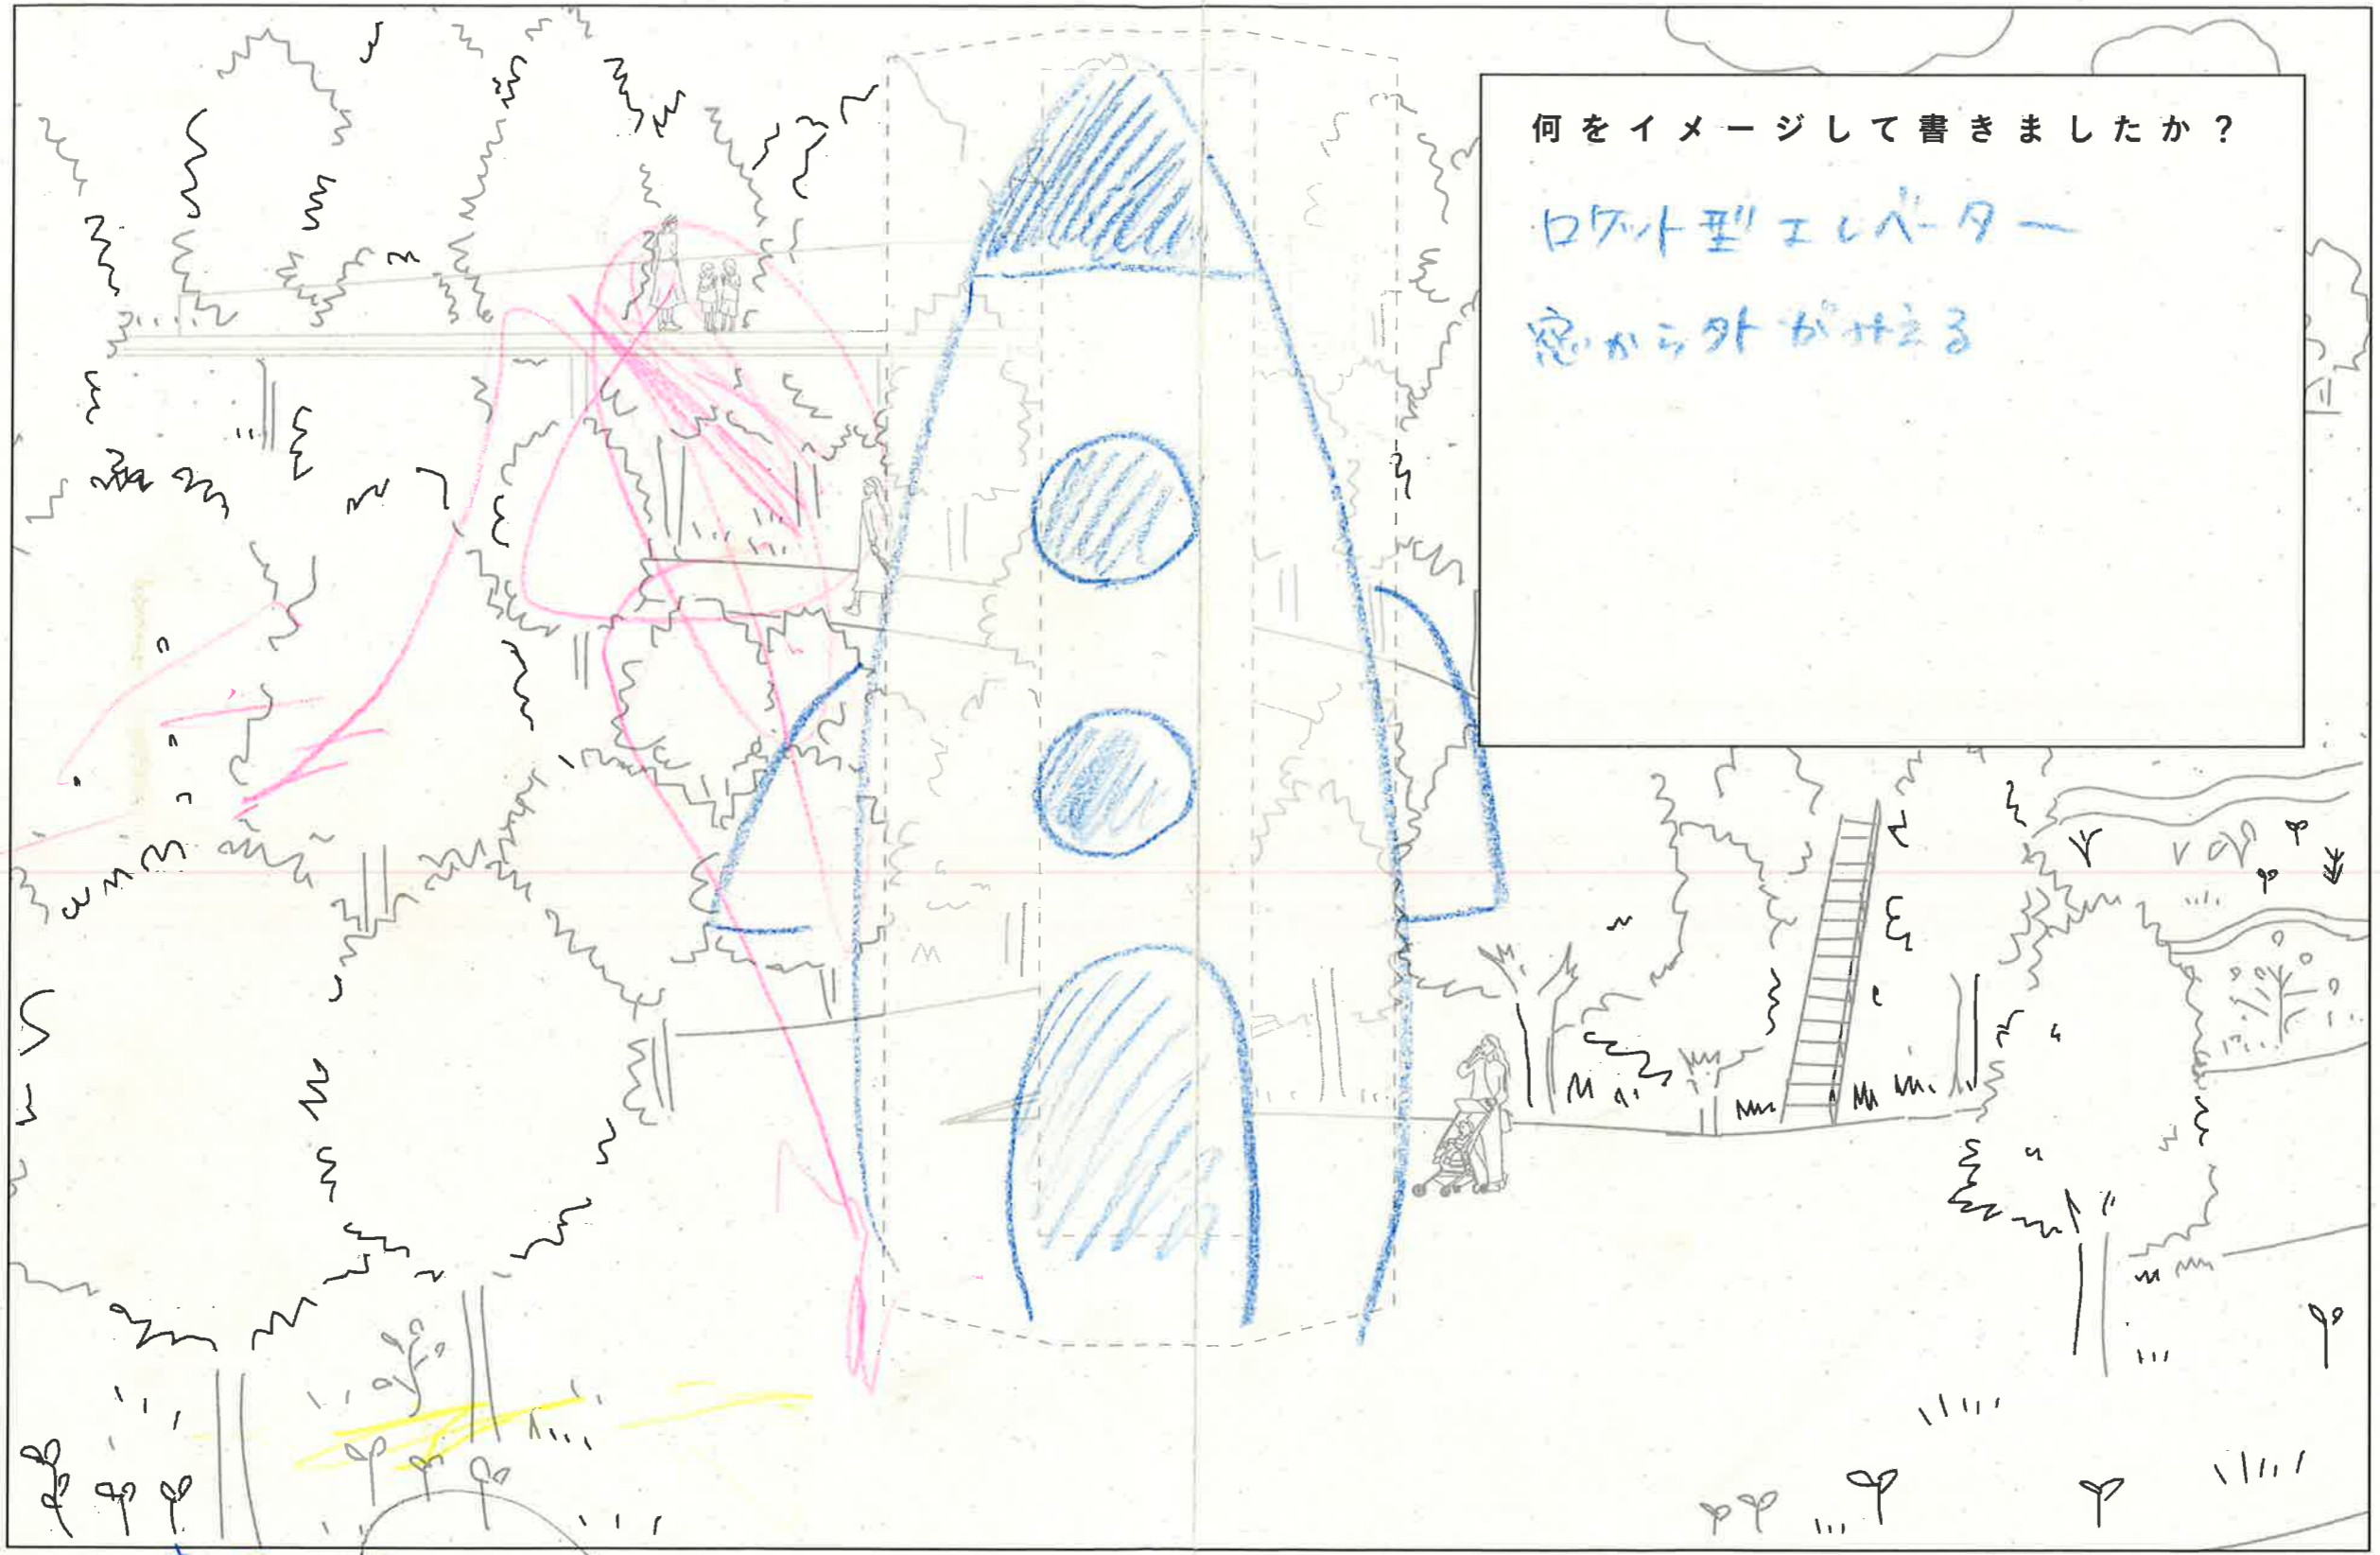 何をイメージして書きましたか？
ロケット型エレベーター
窓から外がみえる